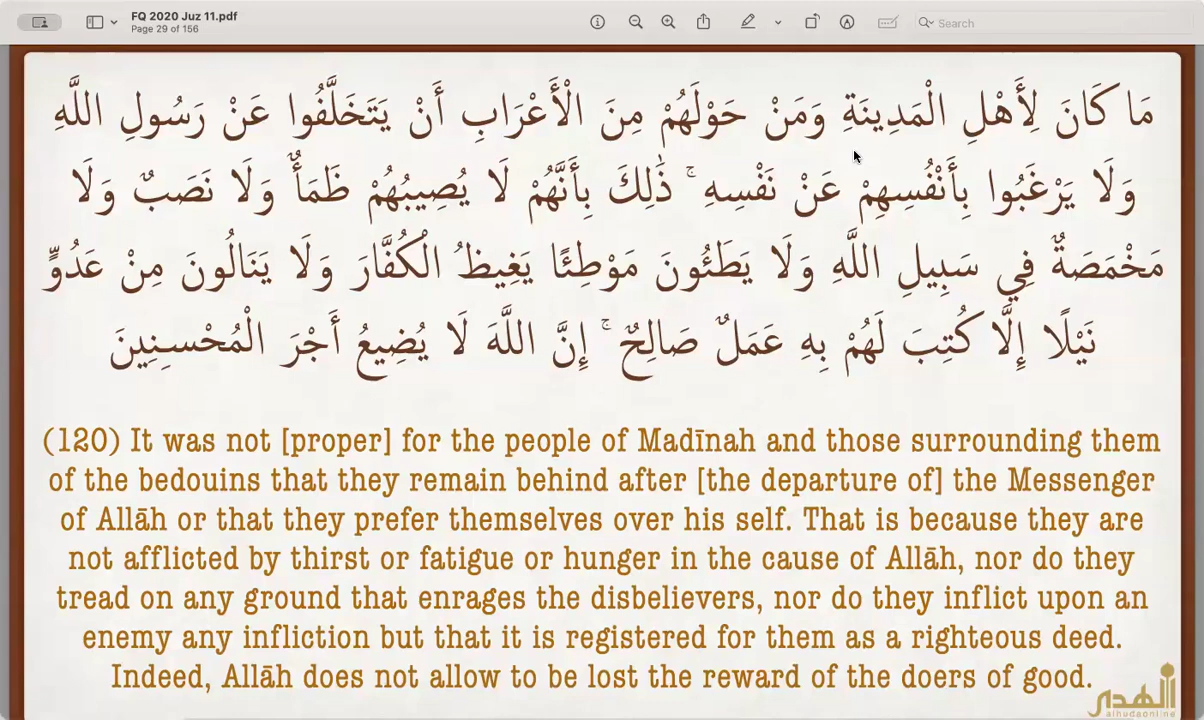 FQ 2020 Juz 11.pdf
Page 29 of 156
Search
مَا كَانَ لِأَهْلِ الْمَدِينَةِ وَمَنْ حَوْلَهُمْ مِنَ الْأَعْرَابِ أَنْ يَتَخَلَّفُوا عَنْ رَسُولِ اللَّهِ
وَلَا يَرْغَبُوا بِأَنْفُسِهِمْ عَنْ نَفْسِهِ ۚ ذَٰلِكَ بِأَنَّهُمْ لَا يُصِيبُهُمْ ظَمَأٌ وَلَا نَصَبٌ وَلَا
مَخْمَصَةٌ فِي سَبِيلِ اللَّهِ وَلَا يَطَئُونَ مَوْطِئًا يَغِيظُ الْكُفَّارَ وَلَا يَنَالُونَ مِنْ عَدُوٍّ
نَيْلًا إِلَّا كُتِبَ لَهُمْ بِهِ عَمَلٌ صَالِحٌ ۚ إِنَّ اللَّهَ لَا يُضِيعُ أَجْرَ الْمُحْسِنِينَ
(120) It was not [proper] for the people of Madīnah and those surrounding them
of the bedouins that they remain behind after [the departure of] the Messenger
of Allāh or that they prefer themselves over his self. That is because they are
not afflicted by thirst or fatigue or hunger in the cause of Allāh, nor do they
tread on any ground that enrages the disbelievers, nor do they inflict upon an
enemy any infliction but that it is registered for them as a righteous deed.
Indeed, Allāh does not allow to be lost the reward of the doers of good.
الهدى
alhudaonline